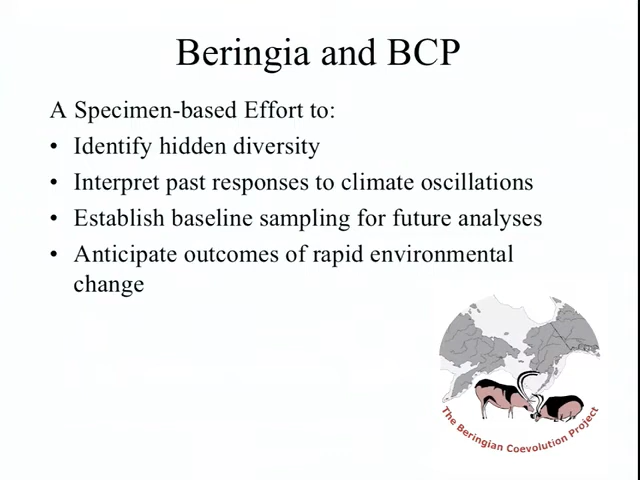 Beringia and BCP
A Specimen-based Effort to:
• Identify hidden diversity
• Interpret past responses to climate oscillations
• Establish baseline sampling for future analyses
• Anticipate outcomes of rapid environmental
change
The Beringian Coevolution Project